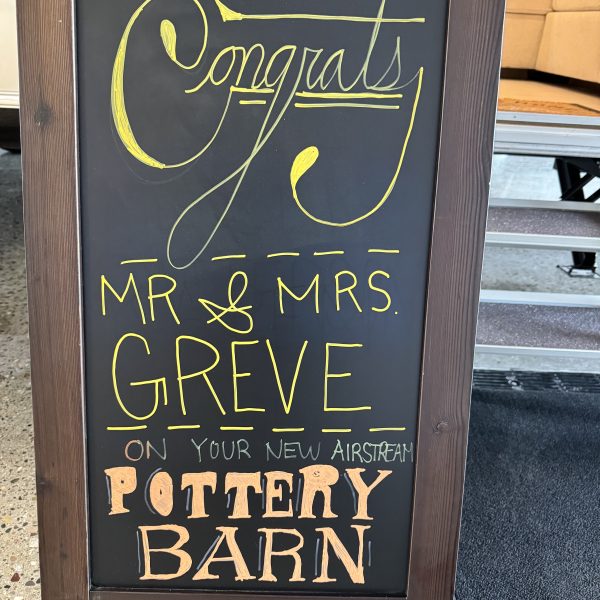 Congrats
MR & MRS.
GREVE
ON YOUR NEW AIRSTREAM
POTTERY
BARN